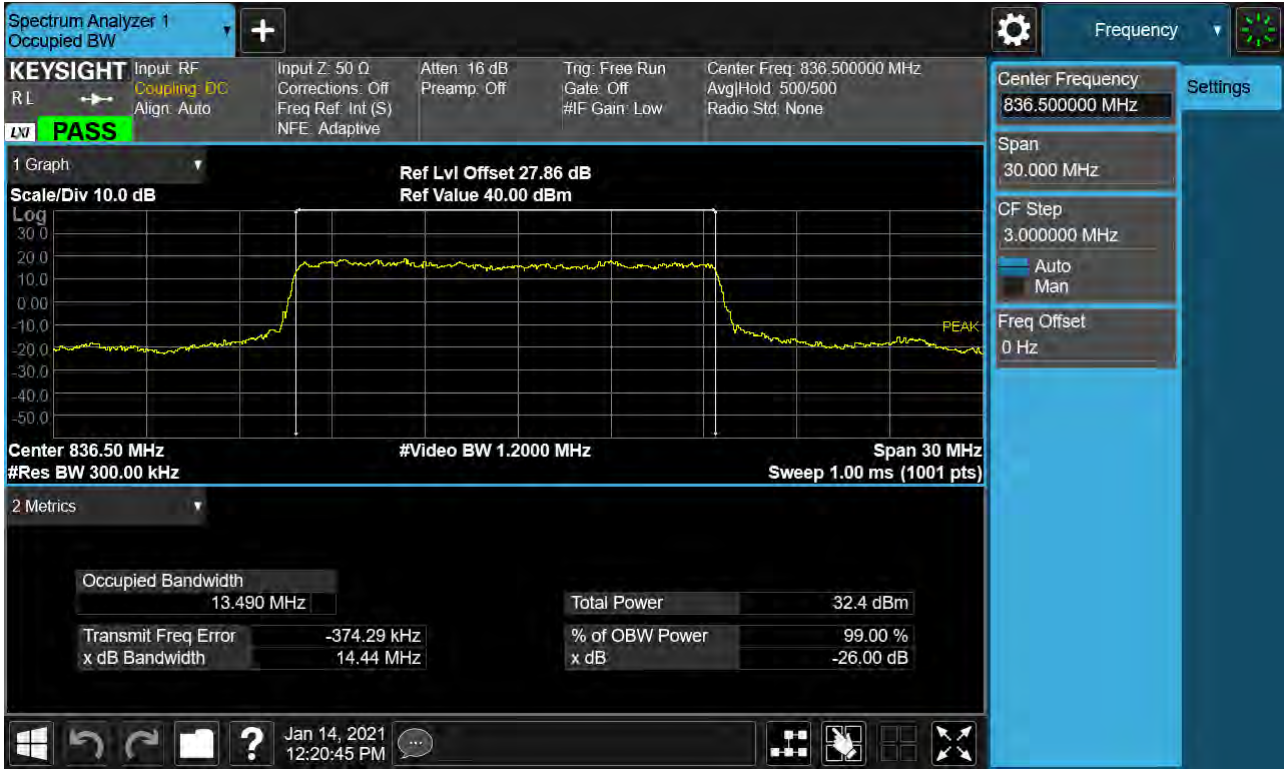 Spectrum Analyzer 1
Occupied BW
+
Frequency
KEYSIGHT
RL
LXI
PASS
Input: RF
Coupling: DC
Align: Auto
Input Z: 50 Ω
Corrections: Off
Freq Ref: Int (S)
NFE: Adaptive
Atten: 16 dB
Preamp: Off
Trig: Free Run
Gate: Off
#IF Gain: Low
Center Freq: 836.500000 MHz
Avg|Hold: 500/500
Radio Std: None
Center Frequency
836.500000 MHz
Settings
Span
30.000 MHz
CF Step
3.000000 MHz
Auto
Man
Freq Offset
0 Hz
1 Graph
Scale/Div 10.0 dB
Ref Lvl Offset 27.86 dB
Ref Value 40.00 dBm
Log
30.0
20.0
10.0
0.00
-10.0
-20.0
-30.0
-40.0
-50.0
PEAK
Center 836.50 MHz
#Video BW 1.2000 MHz
Span 30 MHz
#Res BW 300.00 kHz
Sweep 1.00 ms (1001 pts)
2 Metrics
Occupied Bandwidth
13.490 MHz
Total Power 32.4 dBm
Transmit Freq Error -374.29 kHz
% of OBW Power 99.00 %
x dB Bandwidth 14.44 MHz
x dB -26.00 dB
?
Jan 14, 2021
12:20:45 PM